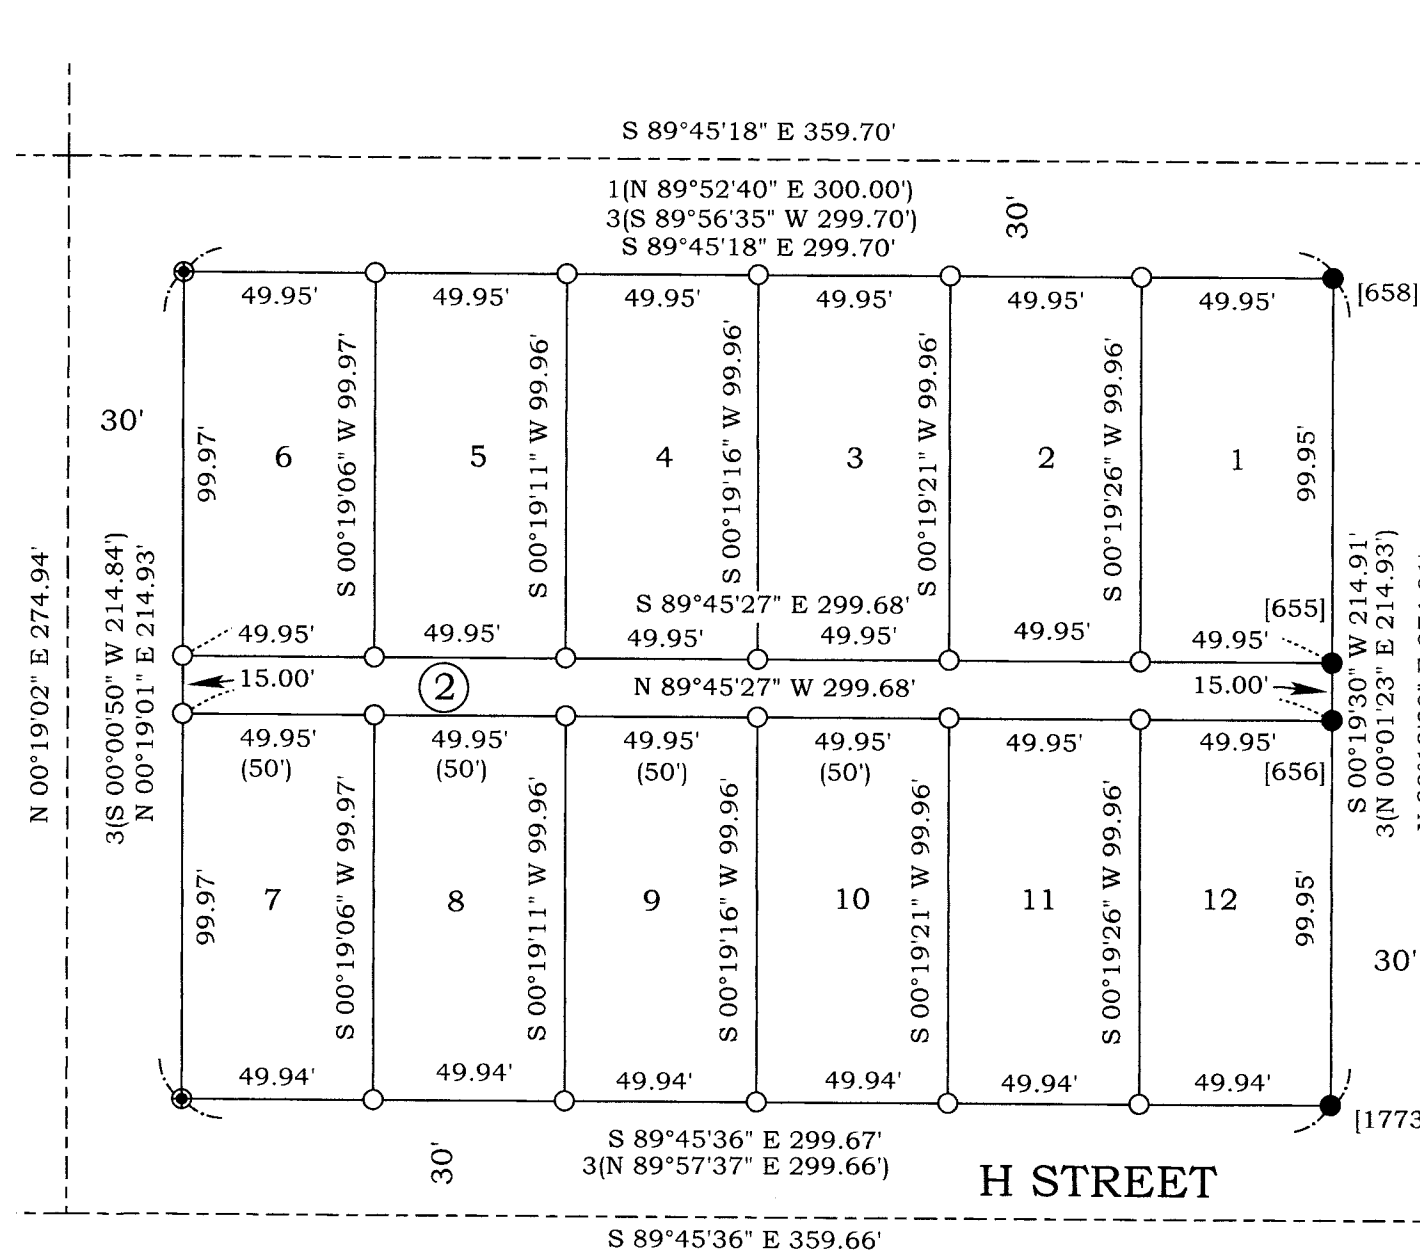 S 89°45'18" E 359.70'
1(N 89°52'40" E 300.00')
3(S 89°56'35" W 299.70')
S 89°45'18" E 299.70'
30'
49.95' 49.95' 49.95' 49.95' 49.95' 49.95'
[658]
30'
99.97'
6
S 00°19'06" W 99.97'
5
S 00°19'11" W 99.96'
4
S 00°19'16" W 99.96'
3
S 00°19'21" W 99.96'
2
S 00°19'26" W 99.96'
1
99.95'
N 00°19'02" E 274.94'
3(S 00°00'50" W 214.84')
N 00°19'01" E 214.93'
S 00°19'30" W 214.91'
3(N 00°01'23" E 214.93')
S 89°45'27" E 299.68'
[655]
49.95' 49.95' 49.95' 49.95' 49.95' 49.95'
15.00'
2
N 89°45'27" W 299.68'
15.00'
49.95' 49.95' 49.95' 49.95' 49.95' 49.95'
(50') (50') (50') (50')
[656]
99.97'
7
S 00°19'06" W 99.97'
8
S 00°19'11" W 99.96'
9
S 00°19'16" W 99.96'
10
S 00°19'21" W 99.96'
11
S 00°19'26" W 99.96'
12
99.95'
30'
49.94' 49.94' 49.94' 49.94' 49.94' 49.94'
[1773
30'
S 89°45'36" E 299.67'
3(N 89°57'37" E 299.66')
H STREET
S 89°45'36" E 359.66'